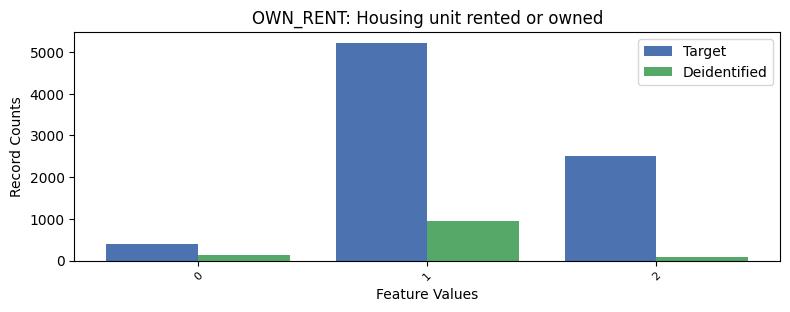 OWN_RENT: Housing unit rented or owned
Target
Deidentified
Record Counts
5000
4000
3000
2000
1000
0
0
1
2
Feature Values